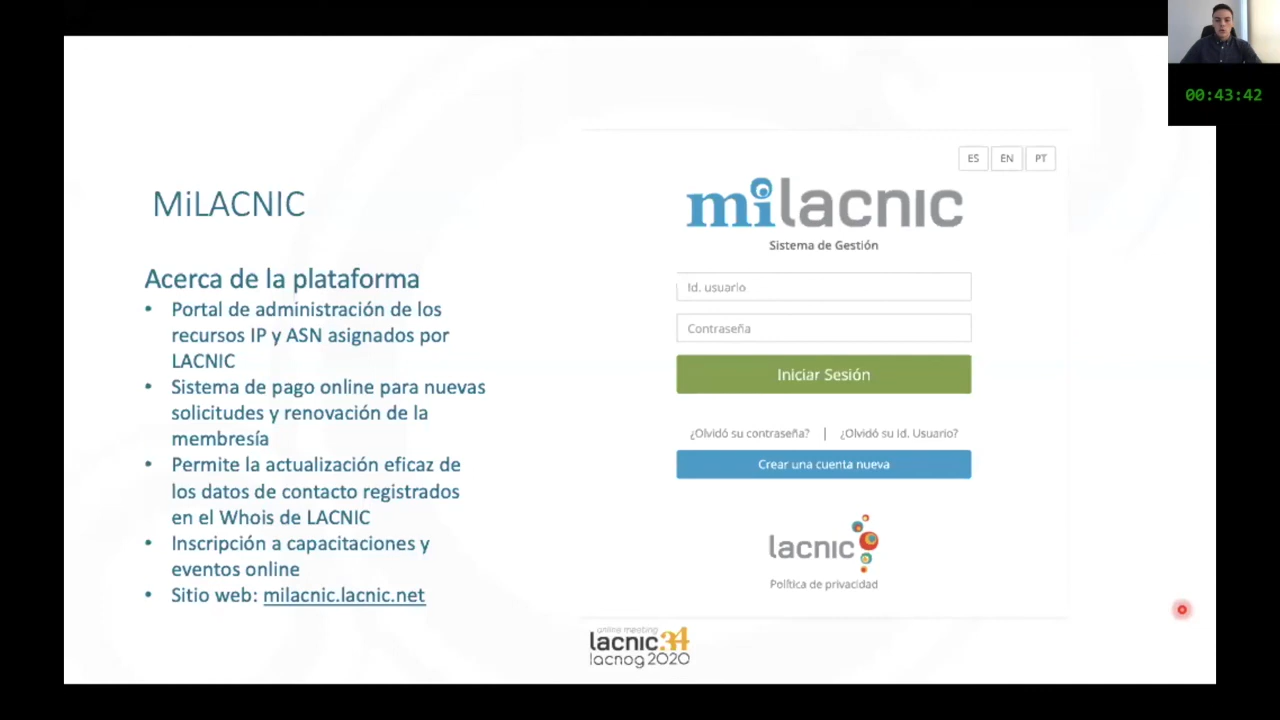 00:43:42
MiLACNIC
Acerca de la plataforma
• Portal de administración de los
recursos IP y ASN asignados por
LACNIC
• Sistema de pago online para nuevas
solicitudes y renovación de la
membresía
• Permite la actualización eficaz de
los datos de contacto registrados
en el Whois de LACNIC
• Inscripción a capacitaciones y
eventos online
• Sitio web: milacnic.lacnic.net
ES EN PT
milacnic
Sistema de Gestión
Id. usuario
Contraseña
Iniciar Sesión
¿Olvidó su contraseña? | ¿Olvidó su Id. Usuario?
Crear una cuenta nueva
lacnic
Política de privacidad
online meeting
lacnic34
lacnog2020